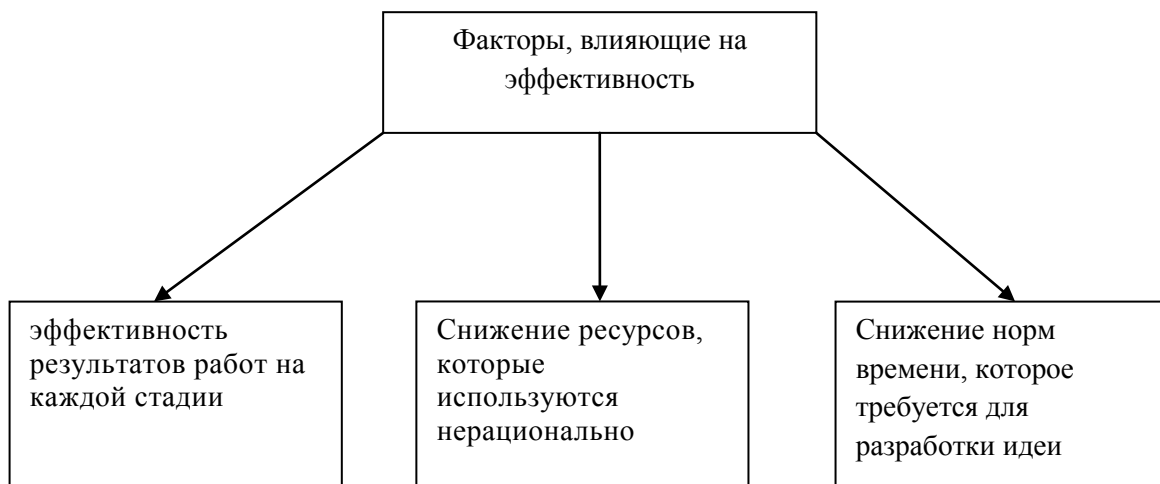 Факторы, влияющие на
эффективность
эффективность
результатов работ на
каждой стадии
Снижение ресурсов,
которые
используются
нерационально
Снижение норм
времени, которое
требуется для
разработки идеи